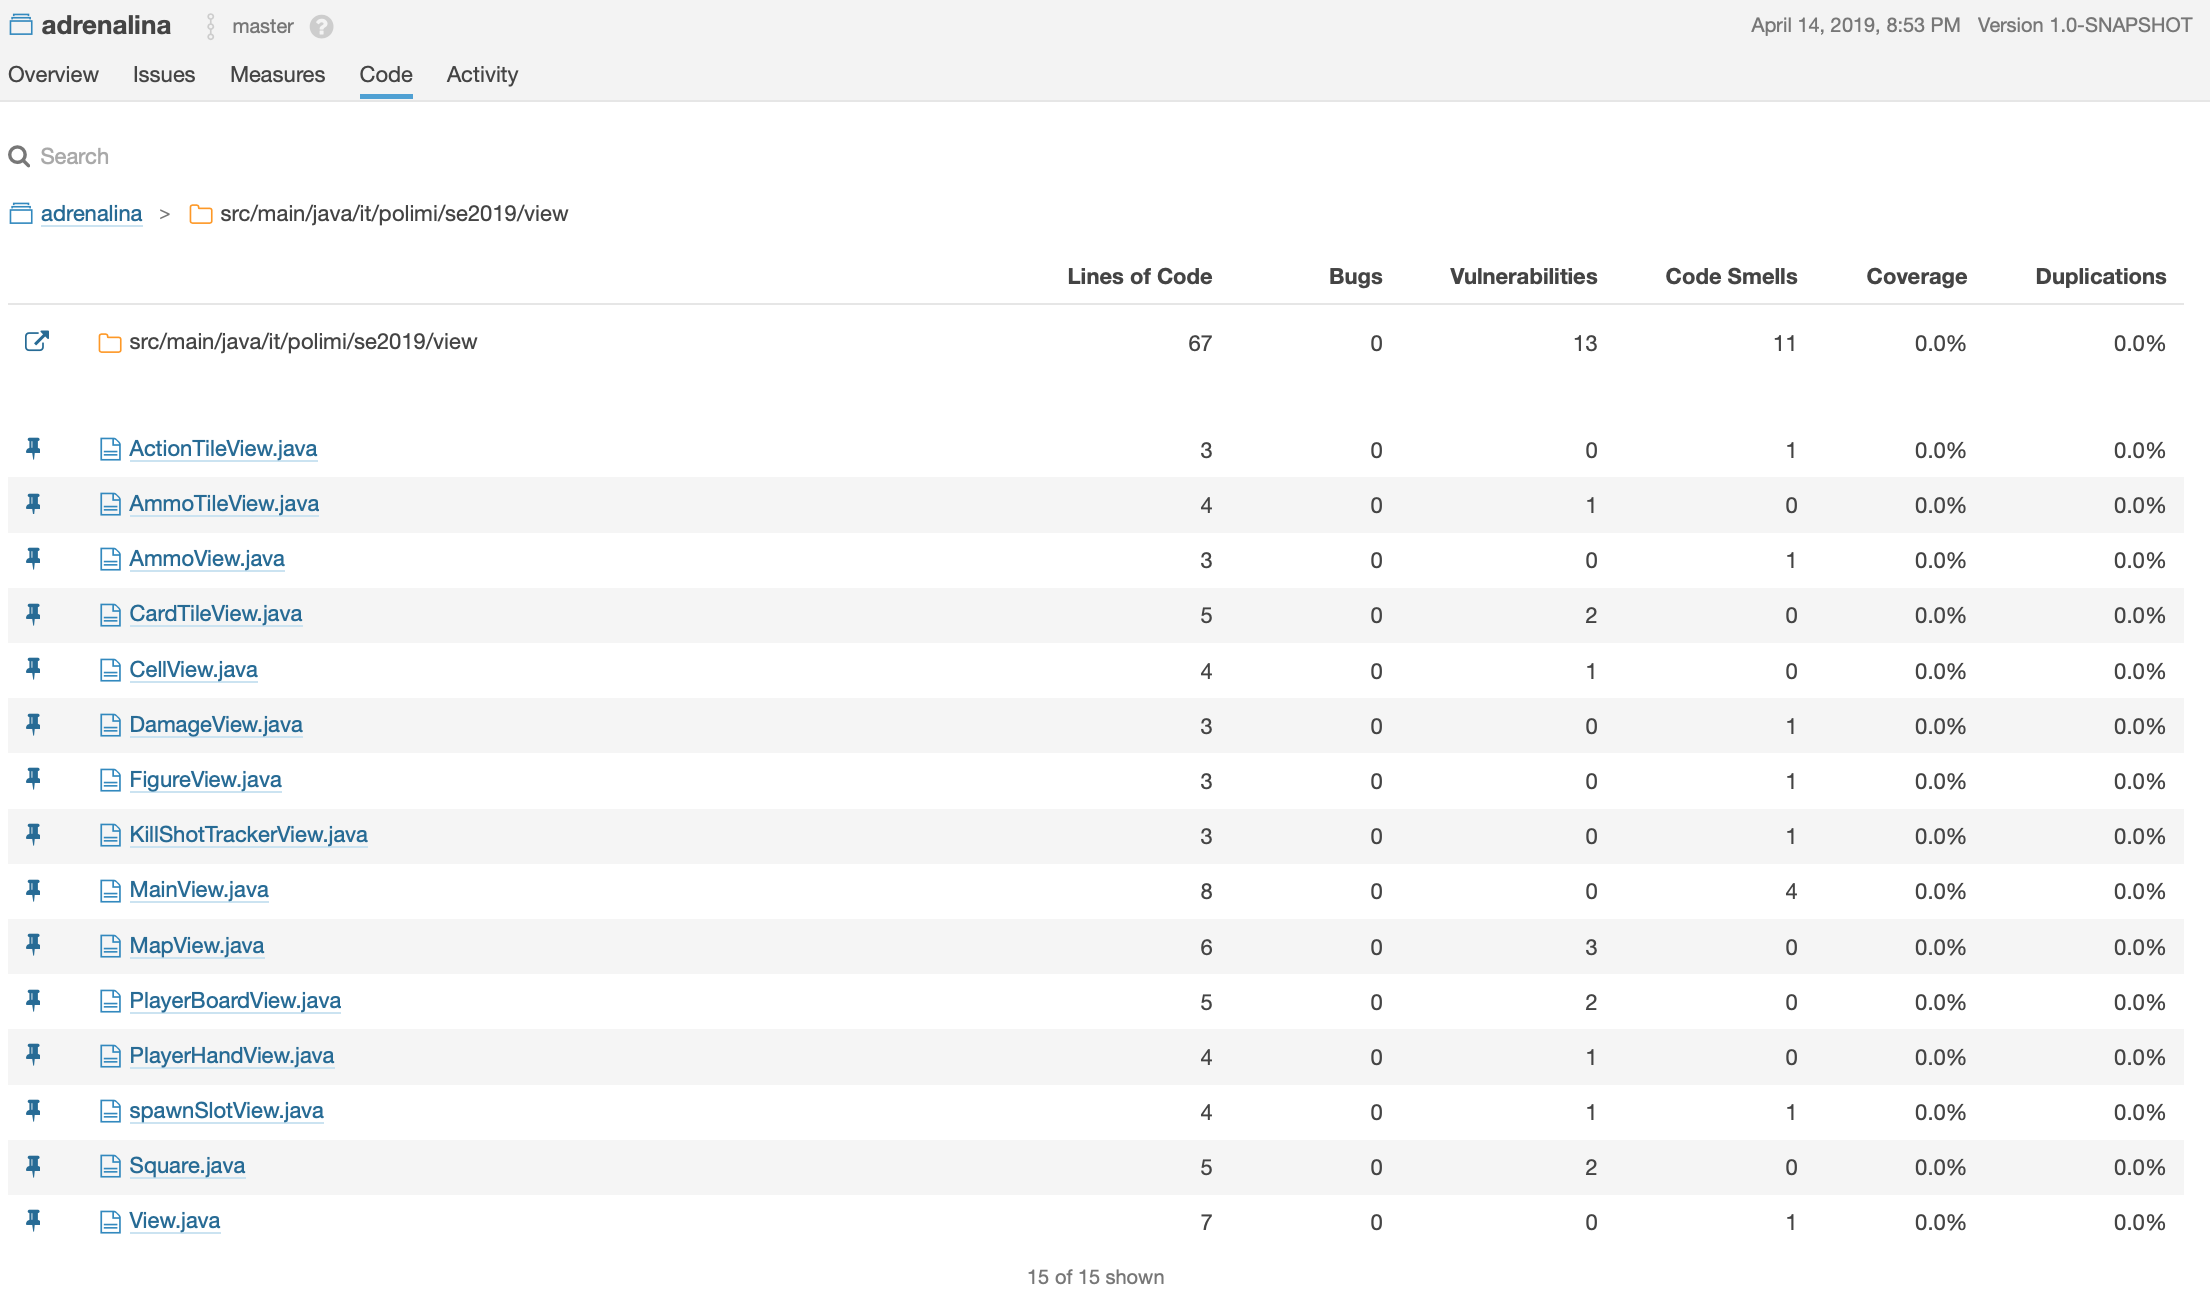 adrenalina master ? April 14, 2019, 8:53 PM Version 1.0-SNAPSHOT
Overview Issues Measures Code Activity
Search
adrenalina > src/main/java/it/polimi/se2019/view
Lines of Code Bugs Vulnerabilities Code Smells Coverage Duplications
src/main/java/it/polimi/se2019/view 67 0 13 11 0.0% 0.0%
ActionTileView.java 3 0 0 1 0.0% 0.0%
AmmoTileView.java 4 0 1 0 0.0% 0.0%
AmmoView.java 3 0 0 1 0.0% 0.0%
CardTileView.java 5 0 2 0 0.0% 0.0%
CellView.java 4 0 1 0 0.0% 0.0%
DamageView.java 3 0 0 1 0.0% 0.0%
FigureView.java 3 0 0 1 0.0% 0.0%
KillShotTrackerView.java 3 0 0 1 0.0% 0.0%
MainView.java 8 0 0 4 0.0% 0.0%
MapView.java 6 0 3 0 0.0% 0.0%
PlayerBoardView.java 5 0 2 0 0.0% 0.0%
PlayerHandView.java 4 0 1 0 0.0% 0.0%
spawnSlotView.java 4 0 1 1 0.0% 0.0%
Square.java 5 0 2 0 0.0% 0.0%
View.java 7 0 0 1 0.0% 0.0%
15 of 15 shown